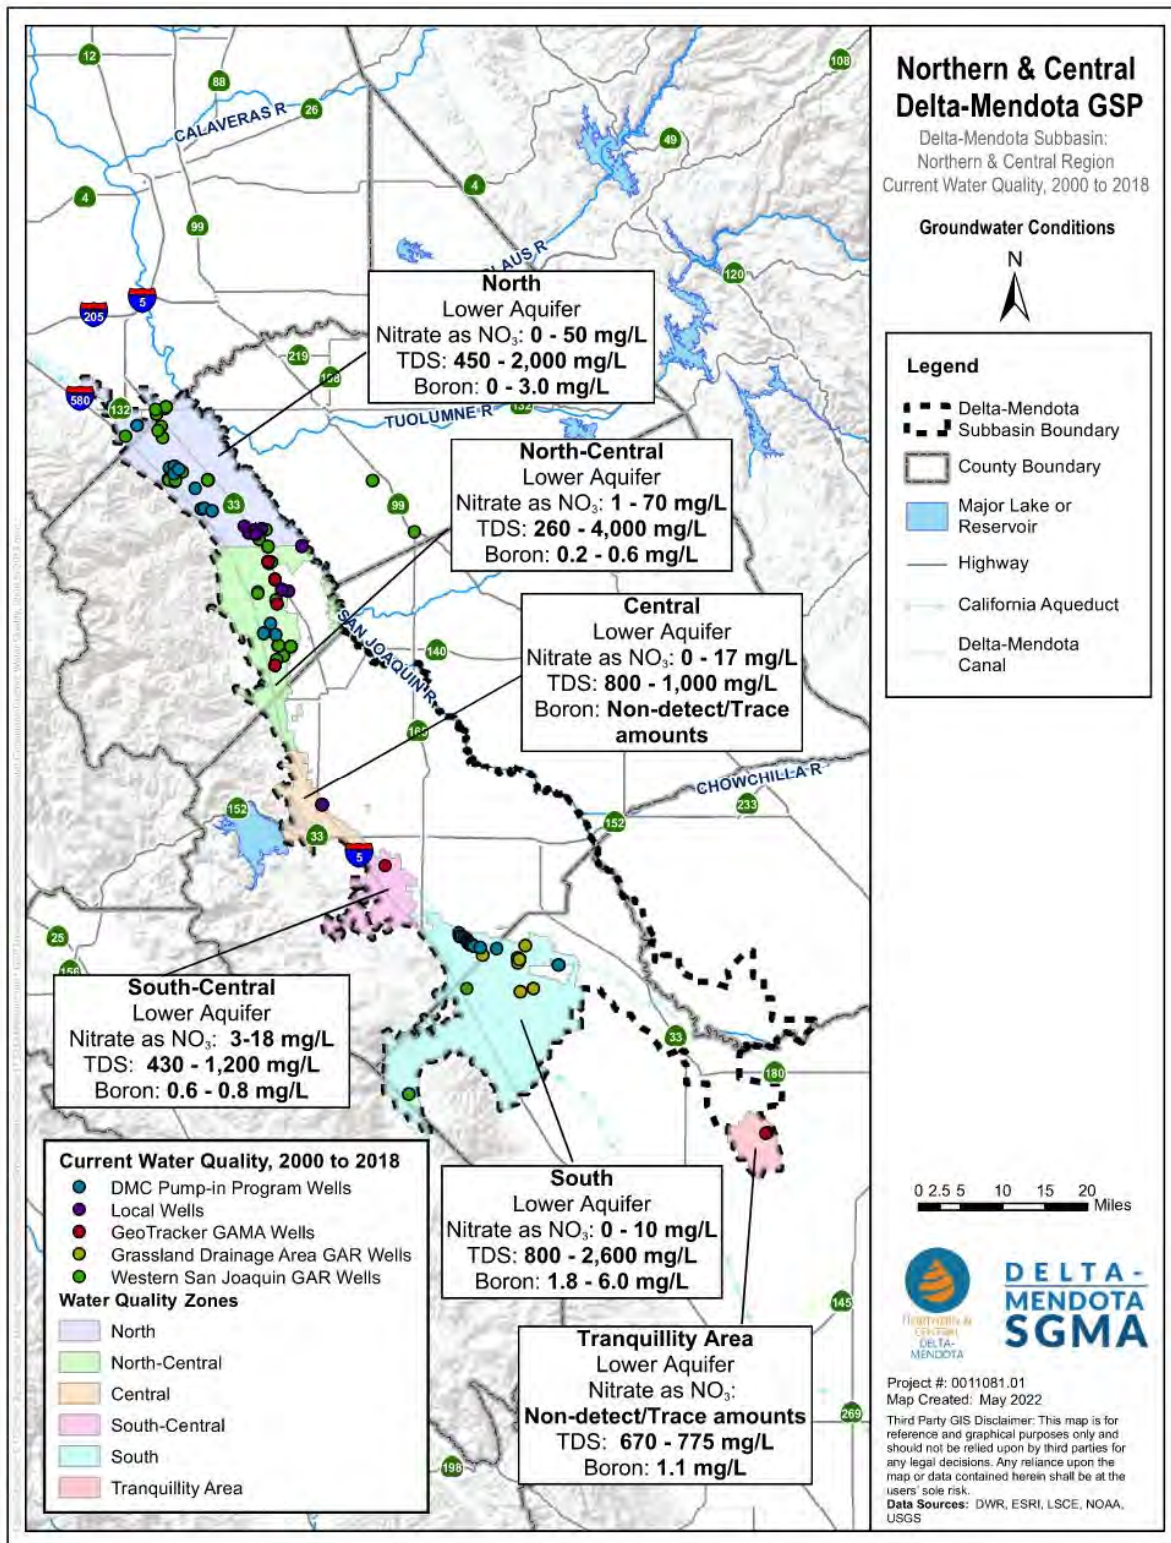 Northern & Central
Delta-Mendota GSP
Delta-Mendota Subbasin:
Northern & Central Region
Current Water Quality, 2000 to 2018
Groundwater Conditions
N
Legend
Delta-Mendota
Subbasin Boundary
County Boundary
Major Lake or
Reservoir
Highway
California Aqueduct
Delta-Mendota
Canal
0 2.5 5 10 15 20
Miles
NORTHERN &
CENTRAL
DELTA-
MENDOTA
DELTA-
MENDOTA
SGMA
Project #: 0011081.01
Map Created: May 2022
Third Party GIS Disclaimer: This map is for
reference and graphical purposes only and
should not be relied upon by third parties for
any legal decisions. Any reliance upon the
map or data contained herein shall be at the
users' sole risk.
Data Sources: DWR, ESRI, LSCE, NOAA,
USGS
12
88
108
26
CALAVERAS R
49
4
4
99
120
5
205
North
Lower Aquifer
Nitrate as NO₃: 0 - 50 mg/L
TDS: 450 - 2,000 mg/L
Boron: 0 - 3.0 mg/L
219
580
132
132
TUOLUMNE R
North-Central
Lower Aquifer
Nitrate as NO₃: 1 - 70 mg/L
TDS: 260 - 4,000 mg/L
Boron: 0.2 - 0.6 mg/L
33
99
Central
Lower Aquifer
Nitrate as NO₃: 0 - 17 mg/L
TDS: 800 - 1,000 mg/L
Boron: Non-detect/Trace
amounts
SAN JOAQUIN R
140
CHOWCHILLA R
233
152
152
33
5
25
156
South-Central
Lower Aquifer
Nitrate as NO₃: 3-18 mg/L
TDS: 430 - 1,200 mg/L
Boron: 0.6 - 0.8 mg/L
33
180
South
Lower Aquifer
Nitrate as NO₃: 0 - 10 mg/L
TDS: 800 - 2,600 mg/L
Boron: 1.8 - 6.0 mg/L
145
Tranquillity Area
Lower Aquifer
Nitrate as NO₃:
Non-detect/Trace amounts
TDS: 670 - 775 mg/L
Boron: 1.1 mg/L
269
198
Current Water Quality, 2000 to 2018
DMC Pump-in Program Wells
Local Wells
GeoTracker GAMA Wells
Grassland Drainage Area GAR Wells
Western San Joaquin GAR Wells
Water Quality Zones
North
North-Central
Central
South-Central
South
Tranquillity Area